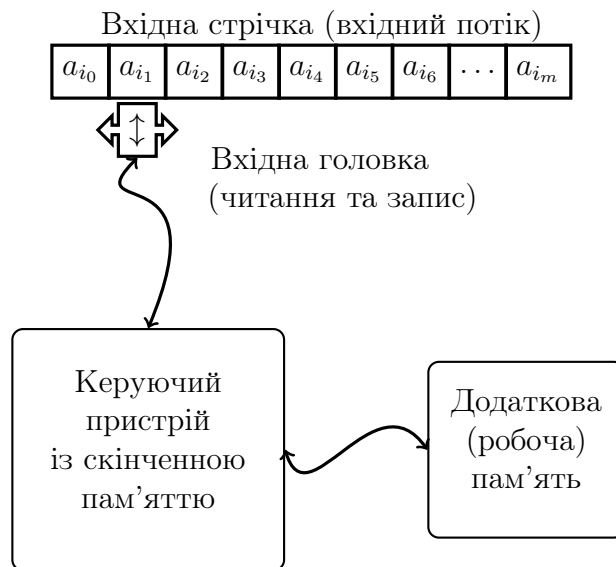 Вхідна стрічка (вхідний потік)
a_{i_0} a_{i_1} a_{i_2} a_{i_3} a_{i_4} a_{i_5} a_{i_6} ... a_{i_m}
Вхідна головка
(читання та запис)
Керуючий
пристрій
із скінченною
пам'яттю
Додаткова
(робоча)
пам'ять